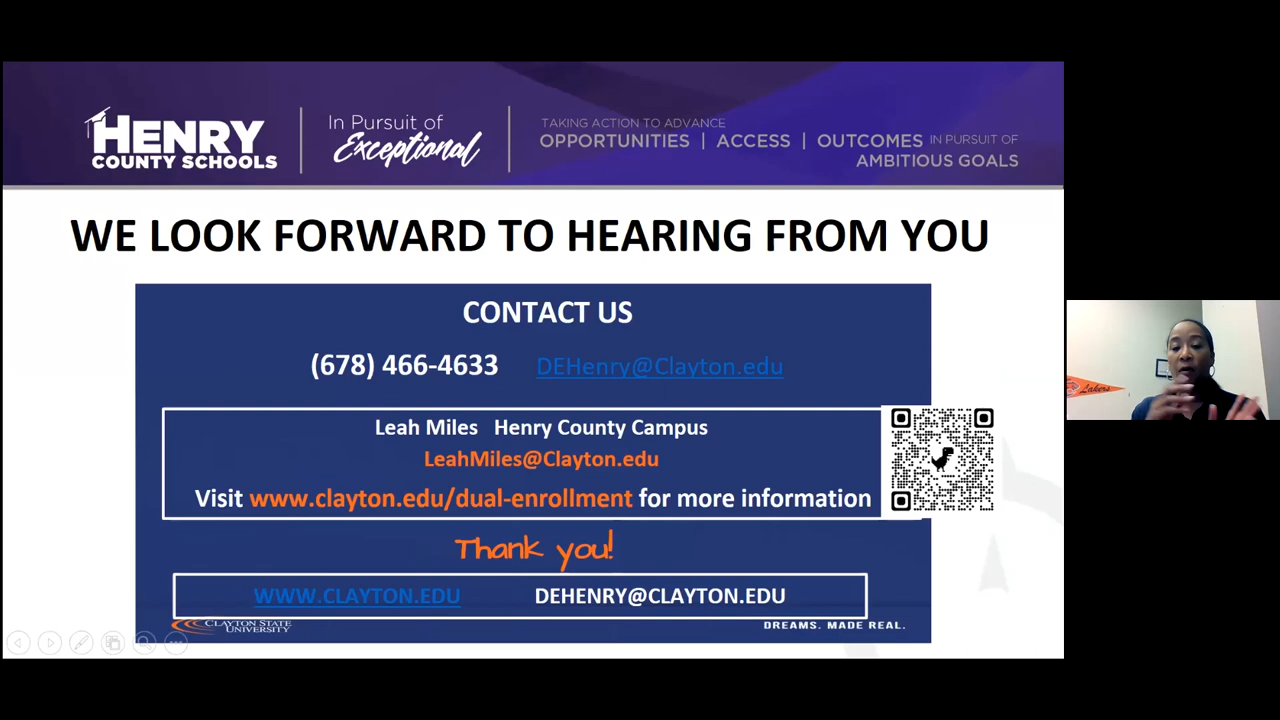 HENRY
COUNTY SCHOOLS
In Pursuit of
Exceptional
TAKING ACTION TO ADVANCE
OPPORTUNITIES | ACCESS | OUTCOMES IN PURSUIT OF
AMBITIOUS GOALS
WE LOOK FORWARD TO HEARING FROM YOU
CONTACT US
(678) 466-4633 DEHenry@Clayton.edu
Leah Miles Henry County Campus
LeahMiles@Clayton.edu
Visit www.clayton.edu/dual-enrollment for more information
Thank you!
WWW.CLAYTON.EDU DEHENRY@CLAYTON.EDU
CLAYTON STATE
UNIVERSITY
DREAMS. MADE REAL.
Lakers